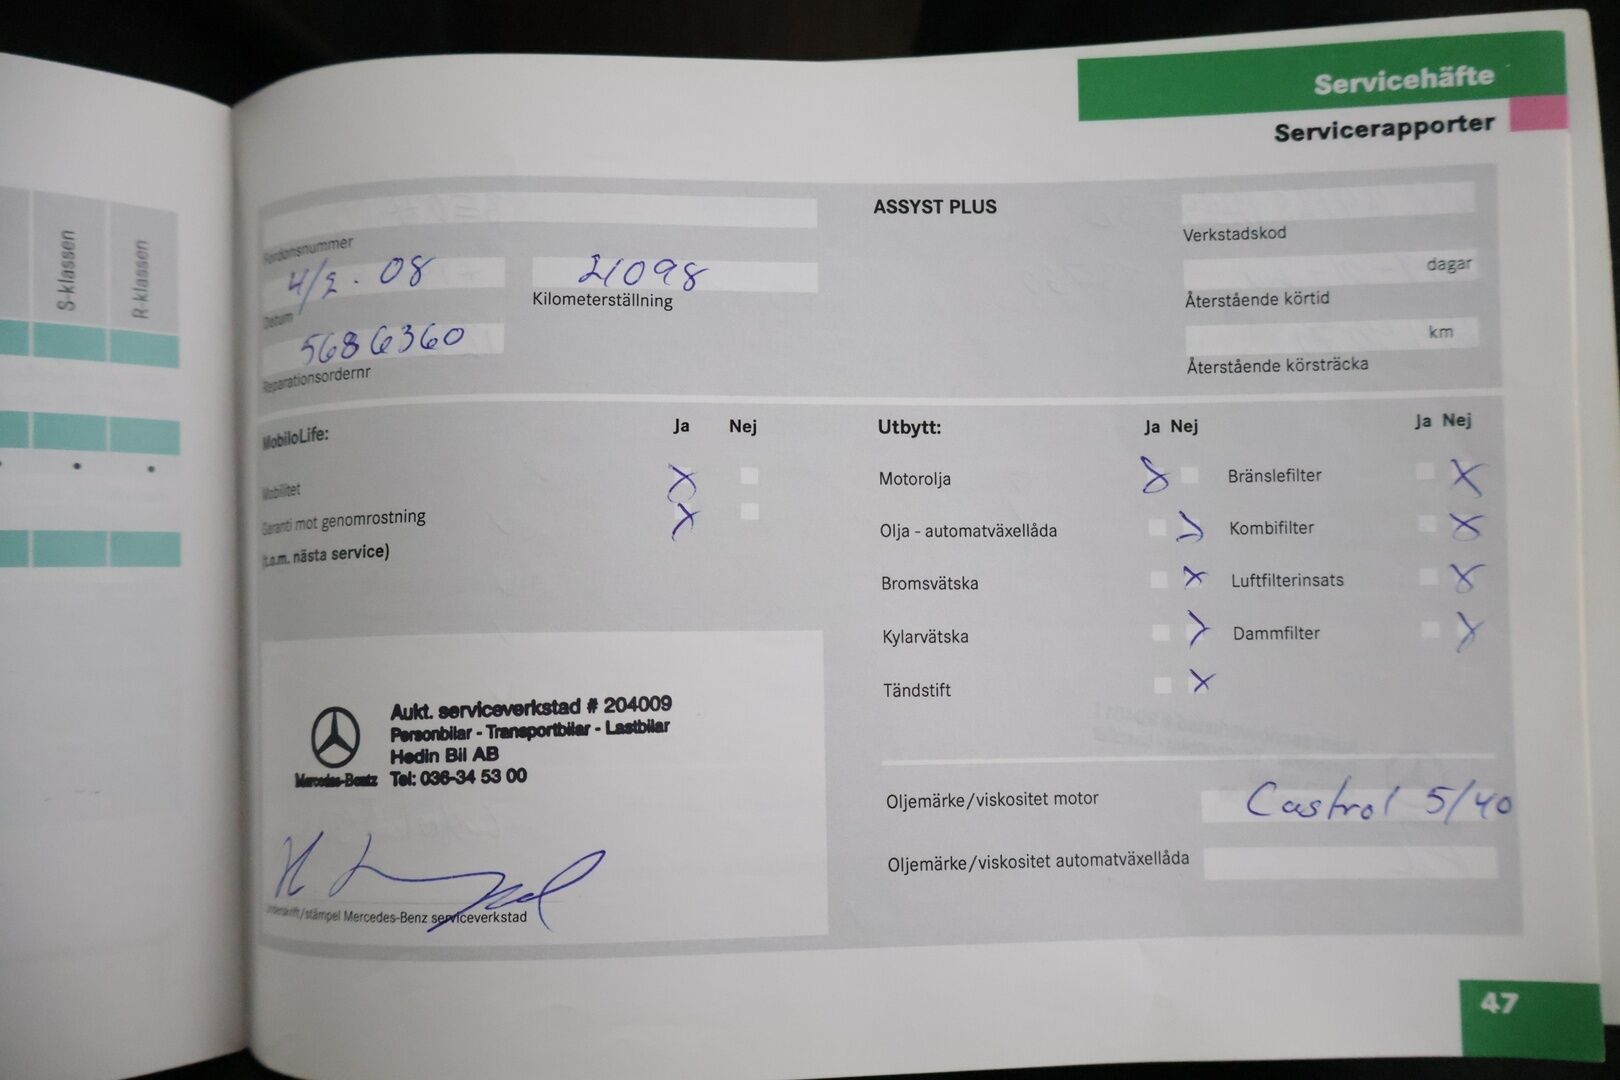 Servicehäfte
Servicerapporter
S-klassen
R-klassen
Fordonsnummer
4/2 . 08
Datum
21098
Kilometerställning
5686360
Reparationsordernr
ASSYST PLUS
Verkstadskod
dagar
Återstående körtid
km
Återstående körsträcka
MobiloLife:
Ja Nej
Mobilitet
X
Garanti mot genomrostning
X
(t.o.m. nästa service)
Utbytt:
Ja Nej
Ja Nej
Motorolja X
Bränslefilter X
Olja - automatväxellåda X
Kombifilter X
Bromsvätska X
Luftfilterinsats X
Kylarvätska X
Dammfilter X
Tändstift X
Mercedes-Benz
Aukt. serviceverkstad # 204009
Personbilar - Transportbilar - Lastbilar
Hedin Bil AB
Tel: 036-34 53 00
Underskrift/stämpel Mercedes-Benz serviceverkstad
Oljemärke/viskositet motor Castrol 5/40
Oljemärke/viskositet automatväxellåda
47